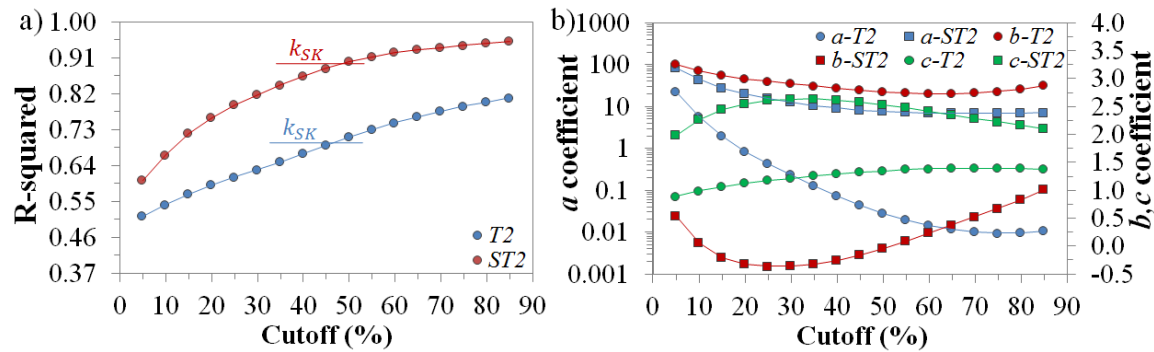 a)
R-squared
1.00
0.91
0.82
0.73
0.64
0.55
0.46
0.37
k_SK
k_SK
T2
ST2
0 10 20 30 40 50 60 70 80 90
Cutoff (%)
b)
a coefficient
1000
100
10
1
0.1
0.01
0.001
a-T2 a-ST2 b-T2
b-ST2 c-T2 c-ST2
4.0
3.5
3.0
2.5
2.0
1.5
1.0
0.5
0.0
-0.5
b,c coefficient
0 10 20 30 40 50 60 70 80 90
Cutoff (%)